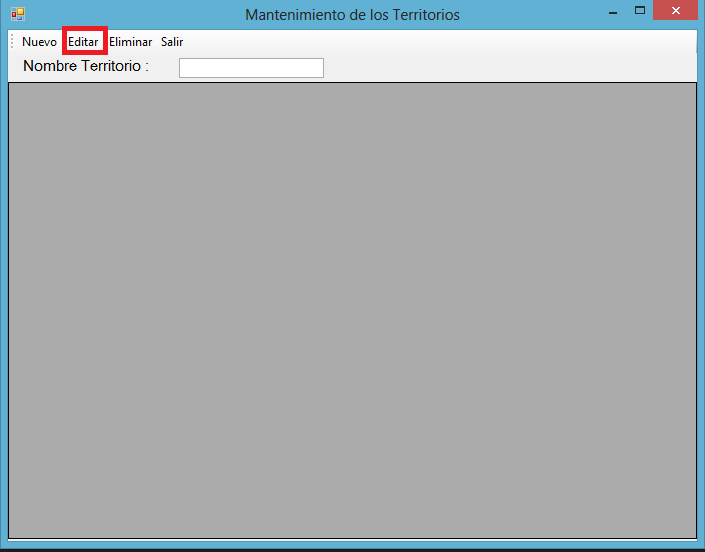 Mantenimiento de los Territorios
Nuevo Editar Eliminar Salir
Nombre Territorio :